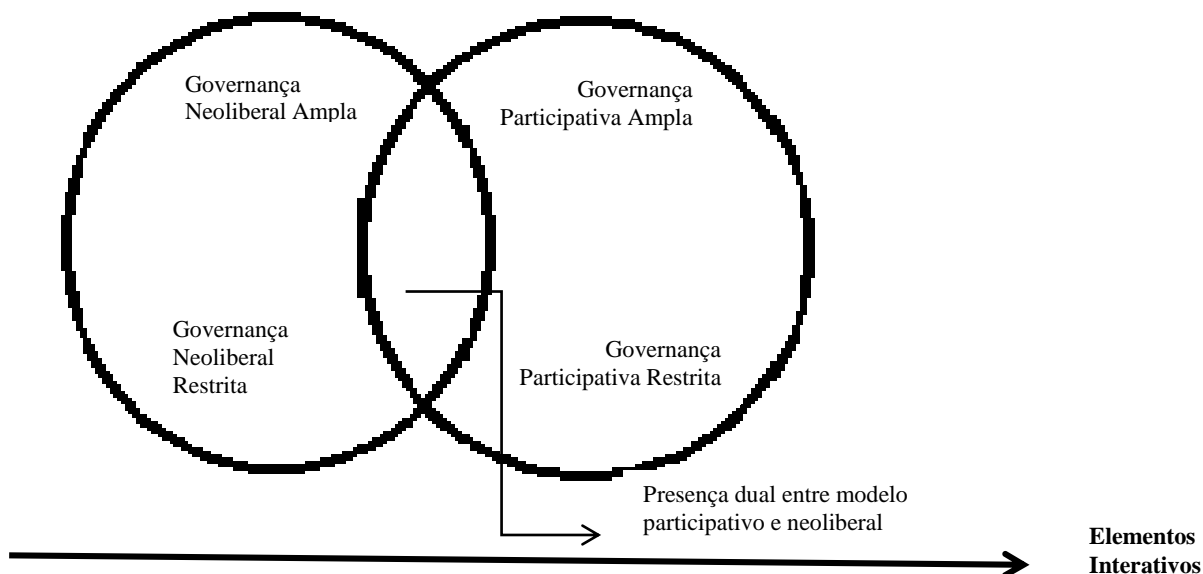 Governança
Neoliberal Ampla
Governança
Participativa Ampla
Governança
Neoliberal
Restrita
Governança
Participativa Restrita
Presença dual entre modelo
participativo e neoliberal
Elementos
Interativos